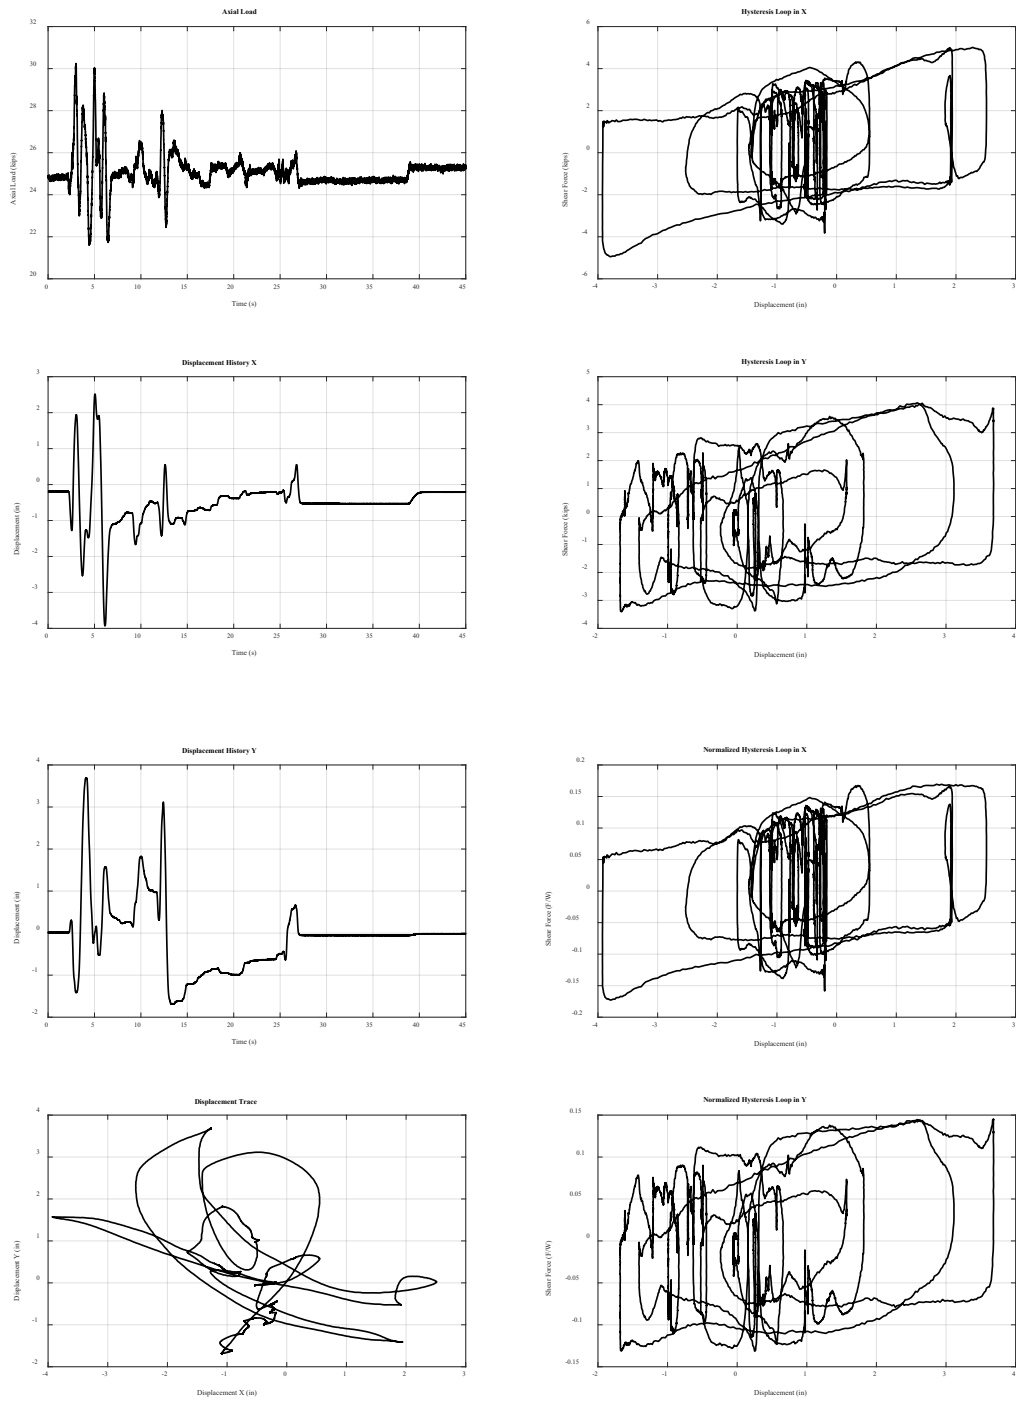 Axial Load
32
30
28
26
24
22
20
Axial Load (kips)
0 5 10 15 20 25 30 35 40 45
Time (s)
Hysteresis Loop in X
6
4
2
0
-2
-4
-6
Shear Force (kips)
-4 -3 -2 -1 0 1 2 3
Displacement (in)
Displacement History X
3
2
1
0
-1
-2
-3
-4
Displacement (in)
0 5 10 15 20 25 30 35 40 45
Time (s)
Hysteresis Loop in Y
5
4
3
2
1
0
-1
-2
-3
-4
Shear Force (kips)
-2 -1 0 1 2 3 4
Displacement (in)
Displacement History Y
4
3
2
1
0
-1
-2
Displacement (in)
0 5 10 15 20 25 30 35 40 45
Time (s)
Normalized Hysteresis Loop in X
0.2
0.15
0.1
0.05
0
-0.05
-0.1
-0.15
-0.2
Shear Force (F/W)
-4 -3 -2 -1 0 1 2 3
Displacement (in)
Displacement Trace
4
3
2
1
0
-1
-2
Displacement Y (in)
-4 -3 -2 -1 0 1 2 3
Displacement X (in)
Normalized Hysteresis Loop in Y
0.15
0.1
0.05
0
-0.05
-0.1
-0.15
Shear Force (F/W)
-2 -1 0 1 2 3 4
Displacement (in)